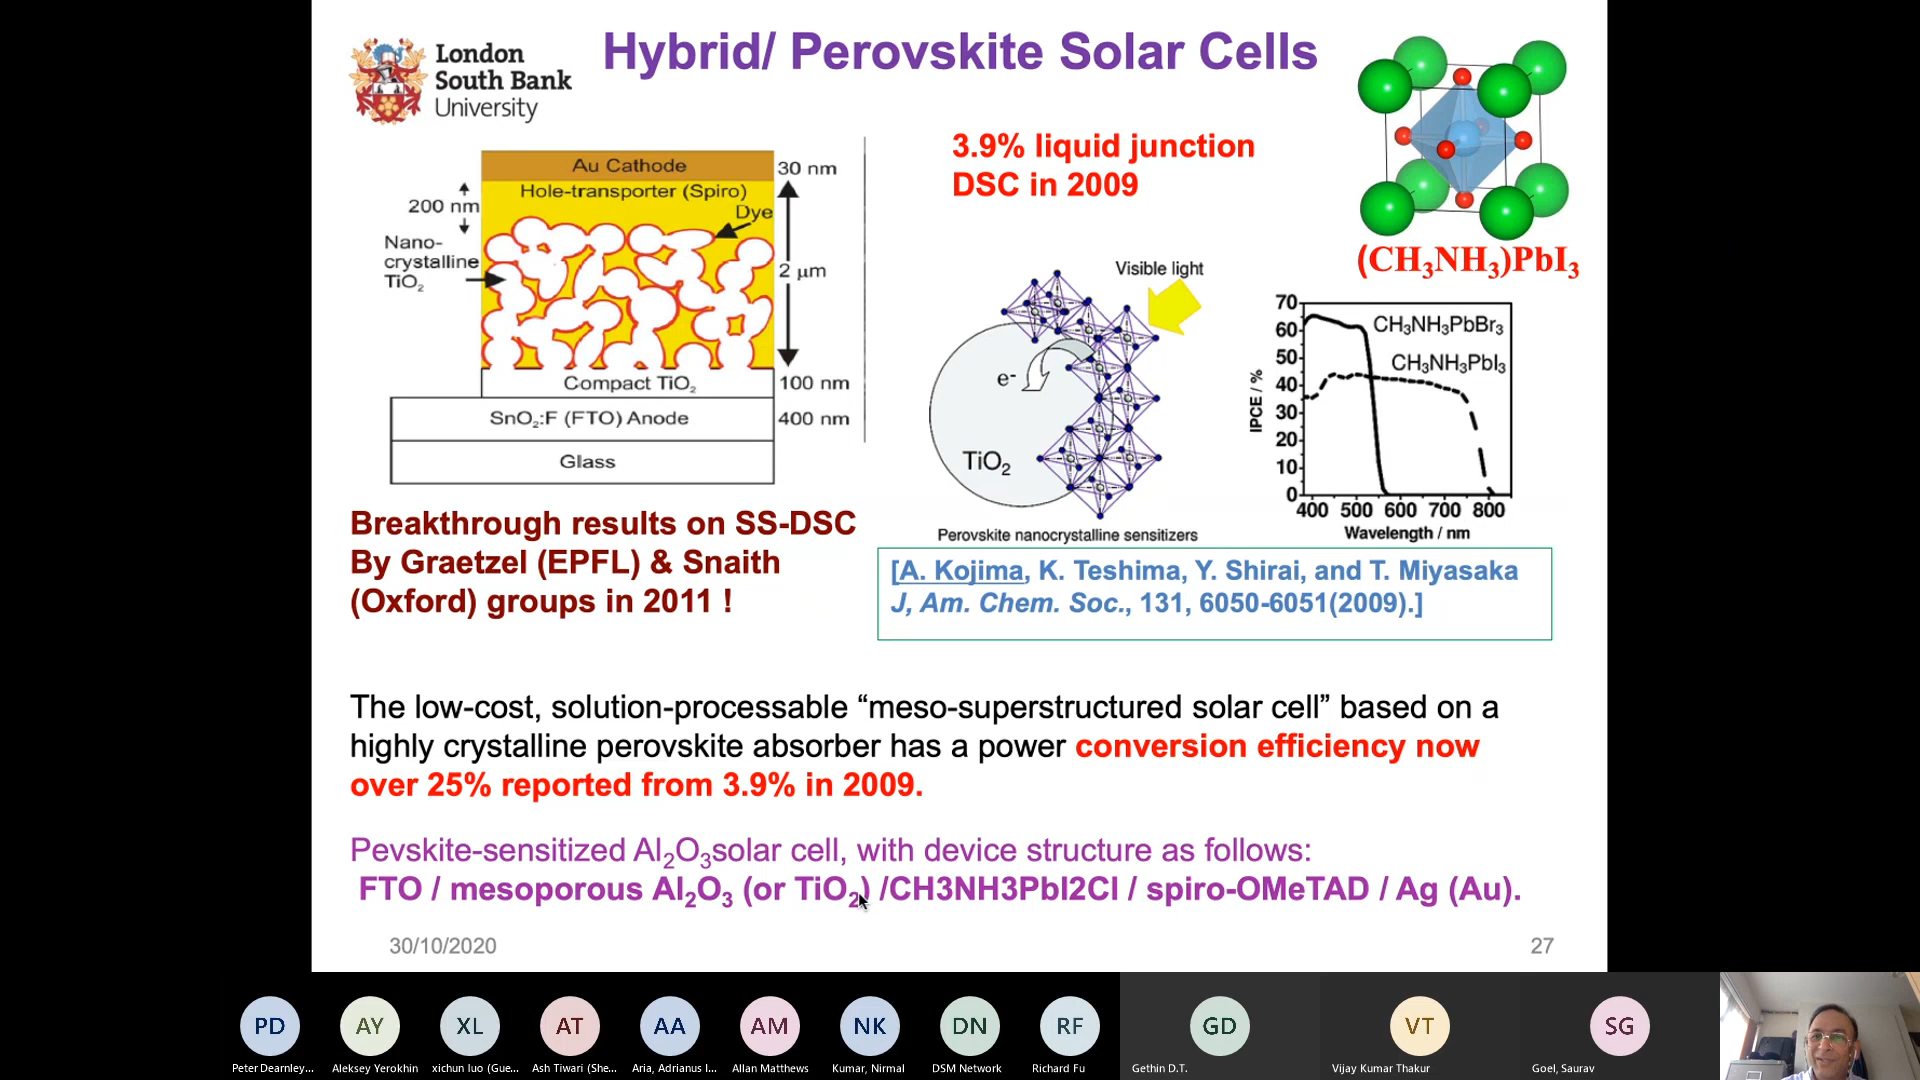 London
South Bank
University
Hybrid/ Perovskite Solar Cells
Au Cathode
30 nm
Hole-transporter (Spiro)
Dye
200 nm
Nano-
crystalline
TiO₂
2 μm
Compact TiO₂
100 nm
SnO₂:F (FTO) Anode
400 nm
Glass
3.9% liquid junction
DSC in 2009
(CH₃NH₃)PbI₃
Visible light
e-
TiO₂
Perovskite nanocrystalline sensitizers
70
60
50
40
30
20
10
0
IPCE / %
CH₃NH₃PbBr₃
CH₃NH₃PbI₃
400 500 600 700 800
Wavelength / nm
Breakthrough results on SS-DSC
By Graetzel (EPFL) & Snaith
(Oxford) groups in 2011 !
[A. Kojima, K. Teshima, Y. Shirai, and T. Miyasaka
J, Am. Chem. Soc., 131, 6050-6051(2009).]
The low-cost, solution-processable “meso-superstructured solar cell” based on a
highly crystalline perovskite absorber has a power conversion efficiency now
over 25% reported from 3.9% in 2009.
Pevskite-sensitized Al₂O₃solar cell, with device structure as follows:
FTO / mesoporous Al₂O₃ (or TiO₂) /CH3NH3PbI2Cl / spiro-OMeTAD / Ag (Au).
30/10/2020
27
PD
AY
XL
AT
AA
AM
NK
DN
RF
GD
VT
SG
Peter Dearnley...
Aleksey Yerokhin
xichun luo (Gue...
Ash Tiwari (She...
Aria, Adrianus I...
Allan Matthews
Kumar, Nirmal
DSM Network
Richard Fu
Gethin D.T.
Vijay Kumar Thakur
Goel, Saurav